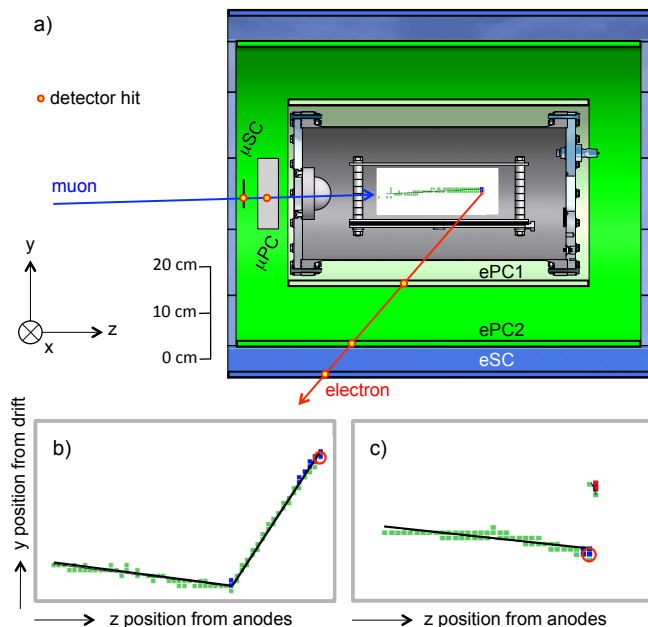 a)
detector hit
μSC
muon
μPC
y
x
z
20 cm
10 cm
0 cm
ePC1
ePC2
eSC
electron
b)
c)
y position from drift
z position from anodes
z position from anodes